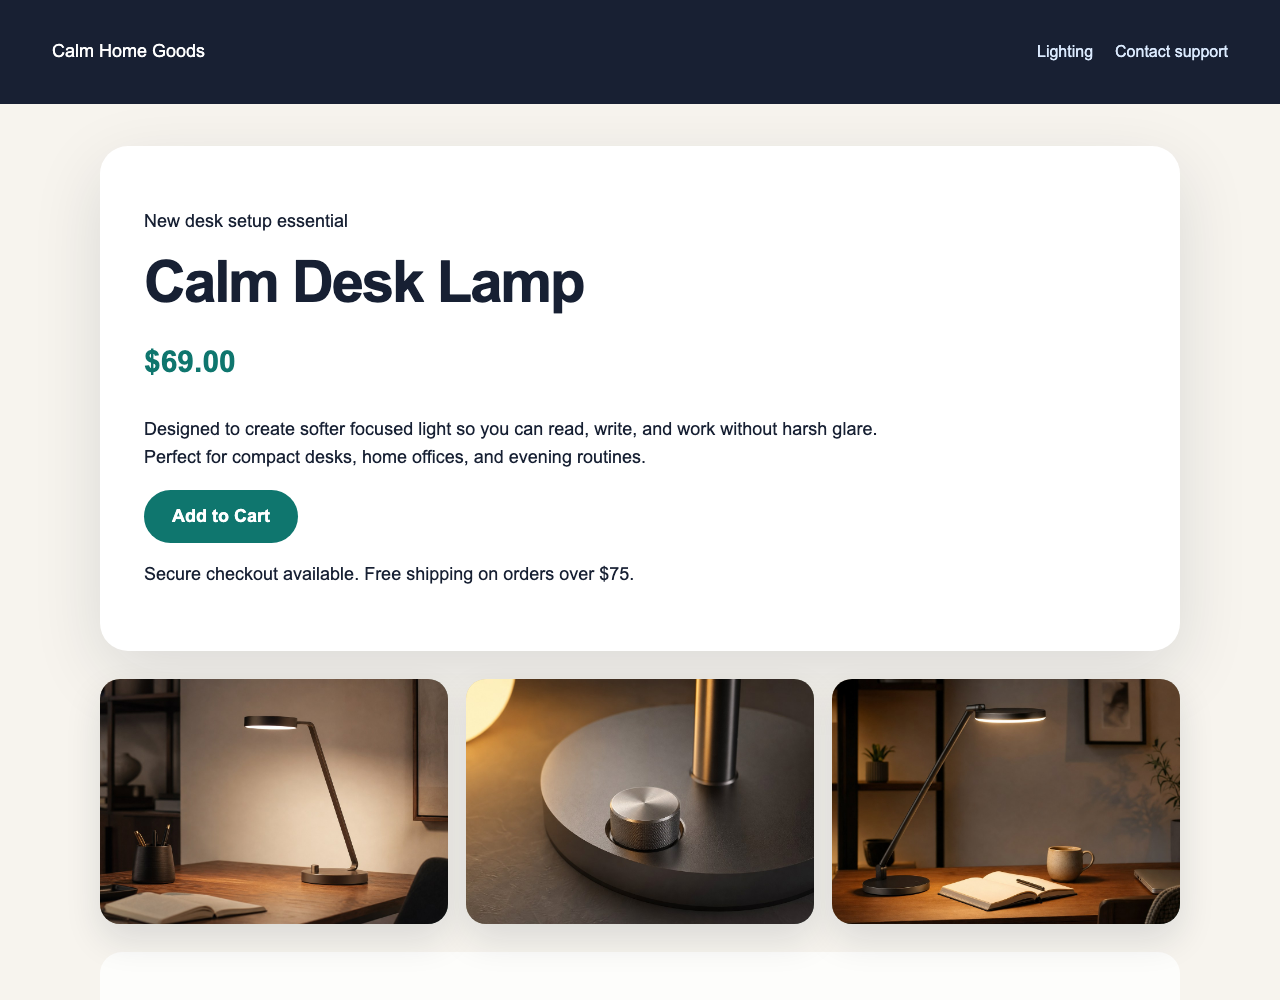 Calm Home Goods
Lighting
Contact support
New desk setup essential
Calm Desk Lamp
$69.00
Designed to create softer focused light so you can read, write, and work without harsh glare.
Perfect for compact desks, home offices, and evening routines.
Add to Cart
Secure checkout available. Free shipping on orders over $75.